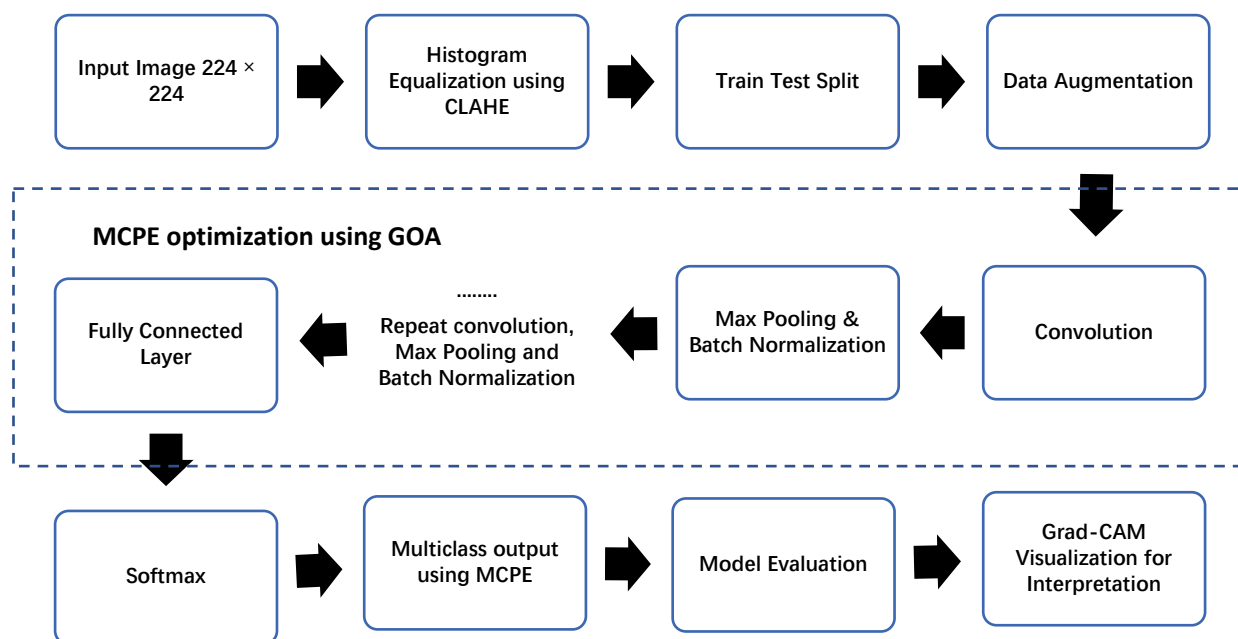 Input Image 224 ×
224
Histogram
Equalization using
CLAHE
Train Test Split
Data Augmentation
MCPE optimization using GOA
Convolution
Max Pooling &
Batch Normalization
........
Repeat convolution,
Max Pooling and
Batch Normalization
Fully Connected
Layer
Softmax
Multiclass output
using MCPE
Model Evaluation
Grad-CAM
Visualization for
Interpretation